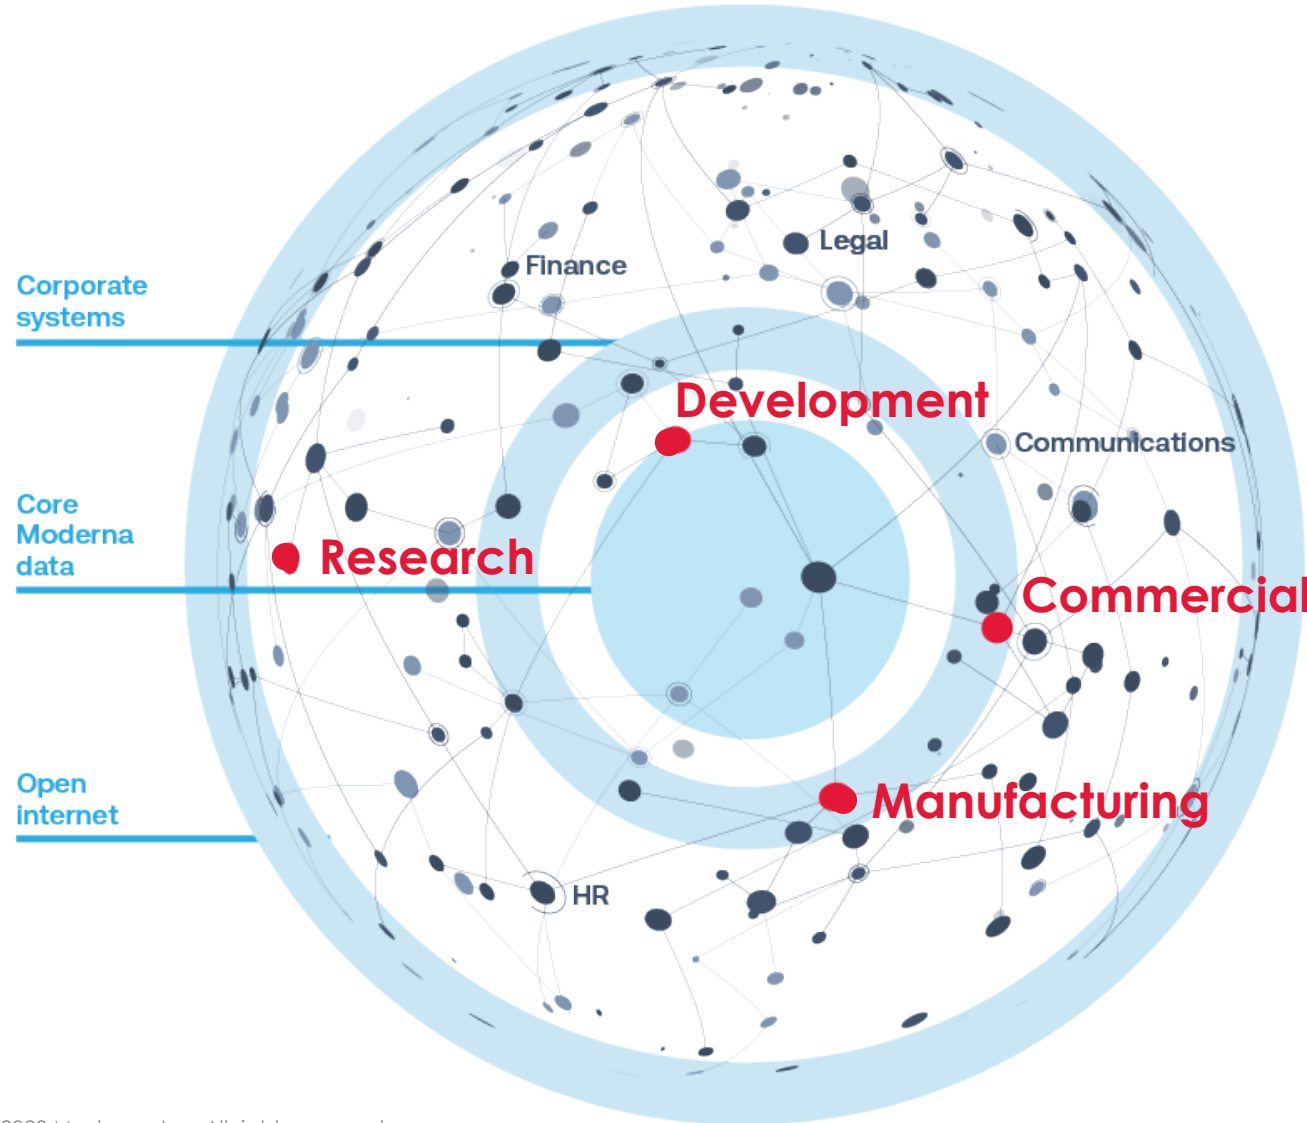 Legal
Finance
Corporate
systems
Development
Communications
Core
Moderna
data
Research
Commercial
Open
internet
Manufacturing
HR